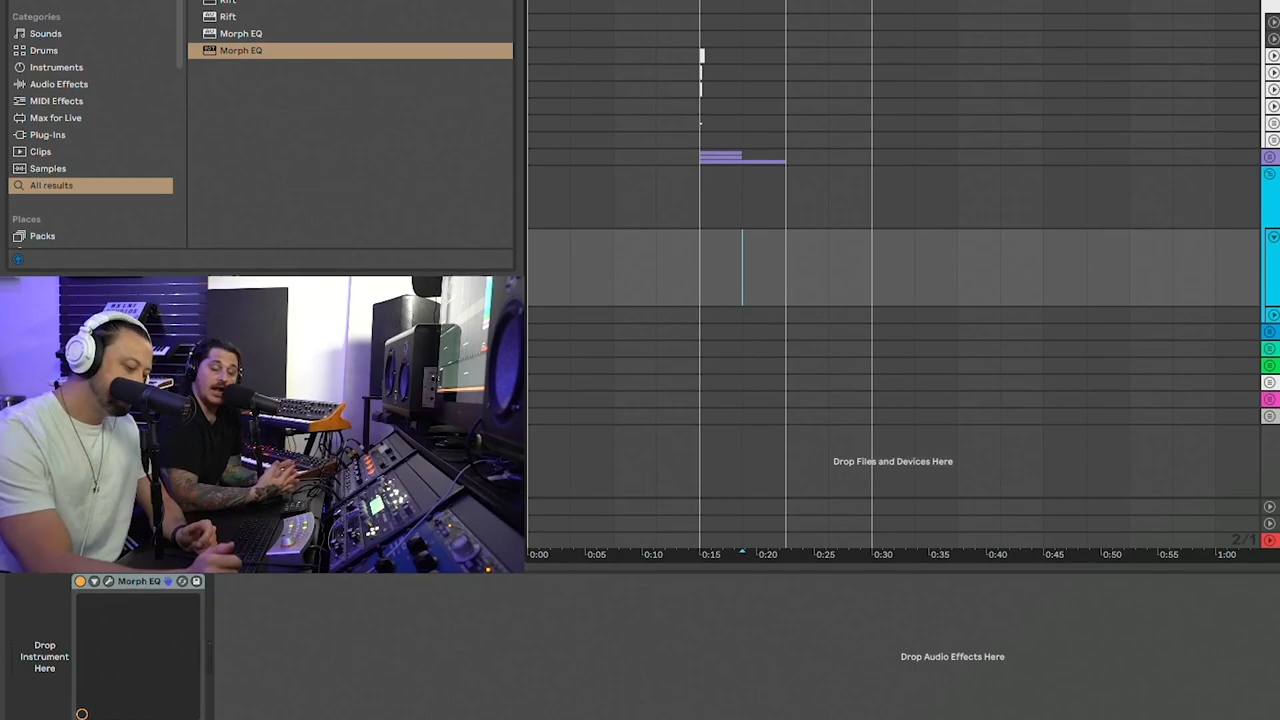 Categories
Sounds
Drums
Instruments
Audio Effects
MIDI Effects
Max for Live
Plug-Ins
Clips
Samples
All results
Places
Packs
Rift
Rift
Morph EQ
Morph EQ
Drop Files and Devices Here
2/1
0:00
0:05
0:10
0:15
0:20
0:25
0:30
0:35
0:40
0:45
0:50
0:55
1:00
Morph EQ
Drop
Instrument
Here
Drop Audio Effects Here